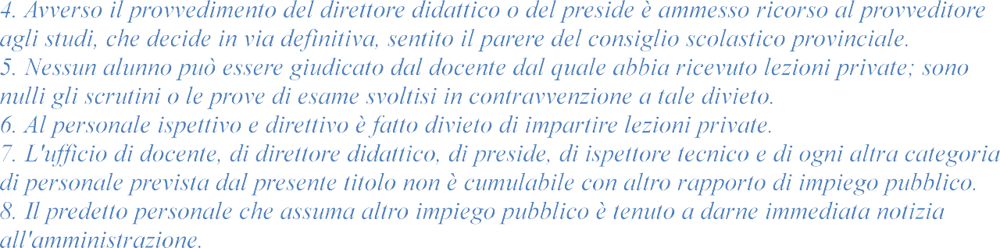 4. Avverso il provvedimento del direttore didattico o del preside è ammesso ricorso al provveditore
agli studi, che decide in via definitiva, sentito il parere del consiglio scolastico provinciale.
5. Nessun alunno può essere giudicato dal docente dal quale abbia ricevuto lezioni private; sono
nulli gli scrutini o le prove di esame svoltisi in contravvenzione a tale divieto.
6. Al personale ispettivo e direttivo è fatto divieto di impartire lezioni private.
7. L'ufficio di docente, di direttore didattico, di preside, di ispettore tecnico e di ogni altra categoria
di personale prevista dal presente titolo non è cumulabile con altro rapporto di impiego pubblico.
8. Il predetto personale che assuma altro impiego pubblico è tenuto a darne immediata notizia
all'amministrazione.